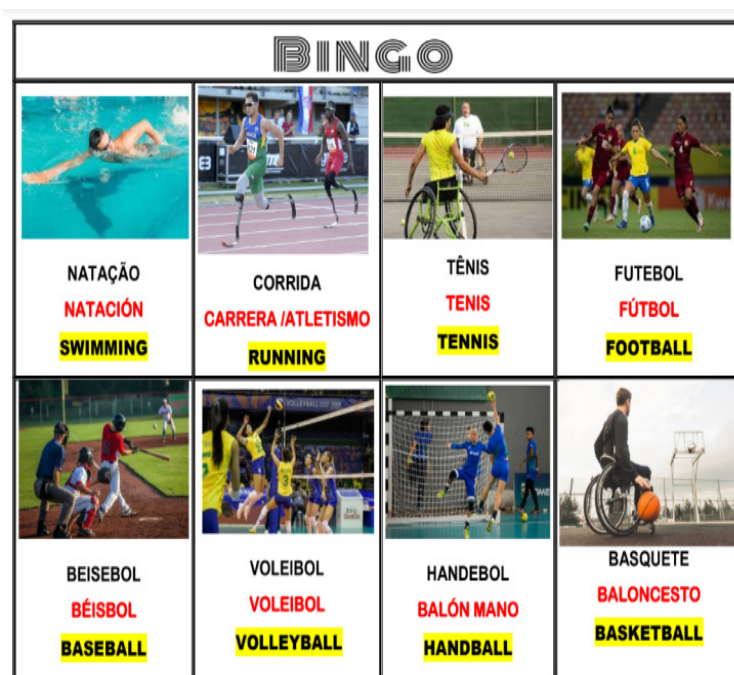 BINGO
NATAÇÃO
NATACIÓN
SWIMMING
CORRIDA
CARRERA /ATLETISMO
RUNNING
TÊNIS
TENIS
TENNIS
FUTEBOL
FÚTBOL
FOOTBALL
BEISEBOL
BÉISBOL
BASEBALL
VOLEIBOL
VOLEIBOL
VOLLEYBALL
HANDEBOL
BALÓN MANO
HANDBALL
BASQUETE
BALONCESTO
BASKETBALL